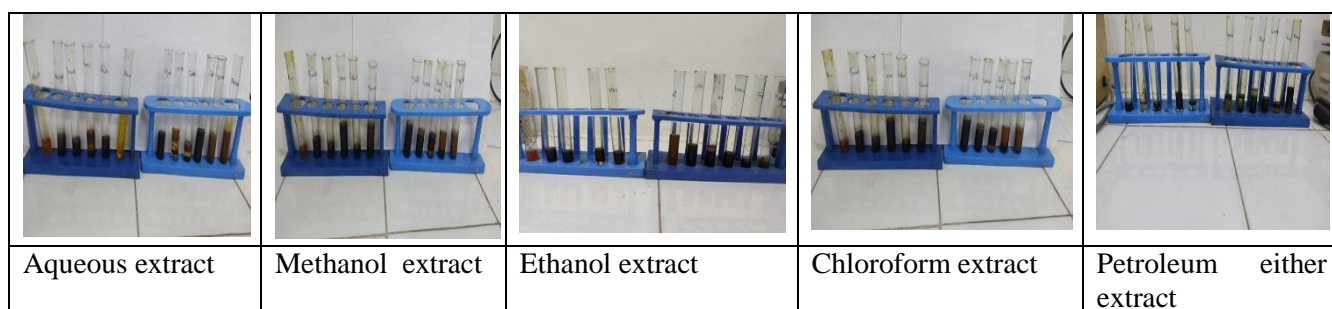 Aqueous extract
Methanol extract
Ethanol extract
Chloroform extract
Petroleum either
extract